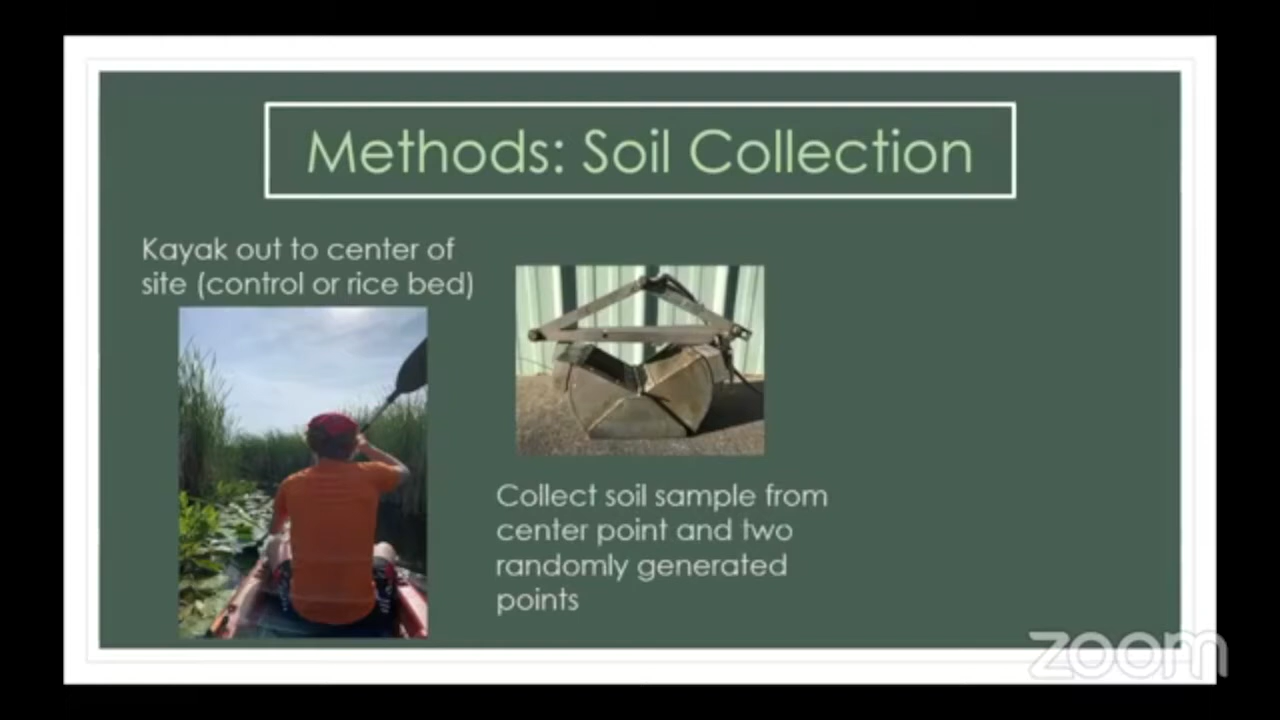 Methods: Soil Collection
Kayak out to center of
site (control or rice bed)
Collect soil sample from
center point and two
randomly generated
points
zoom